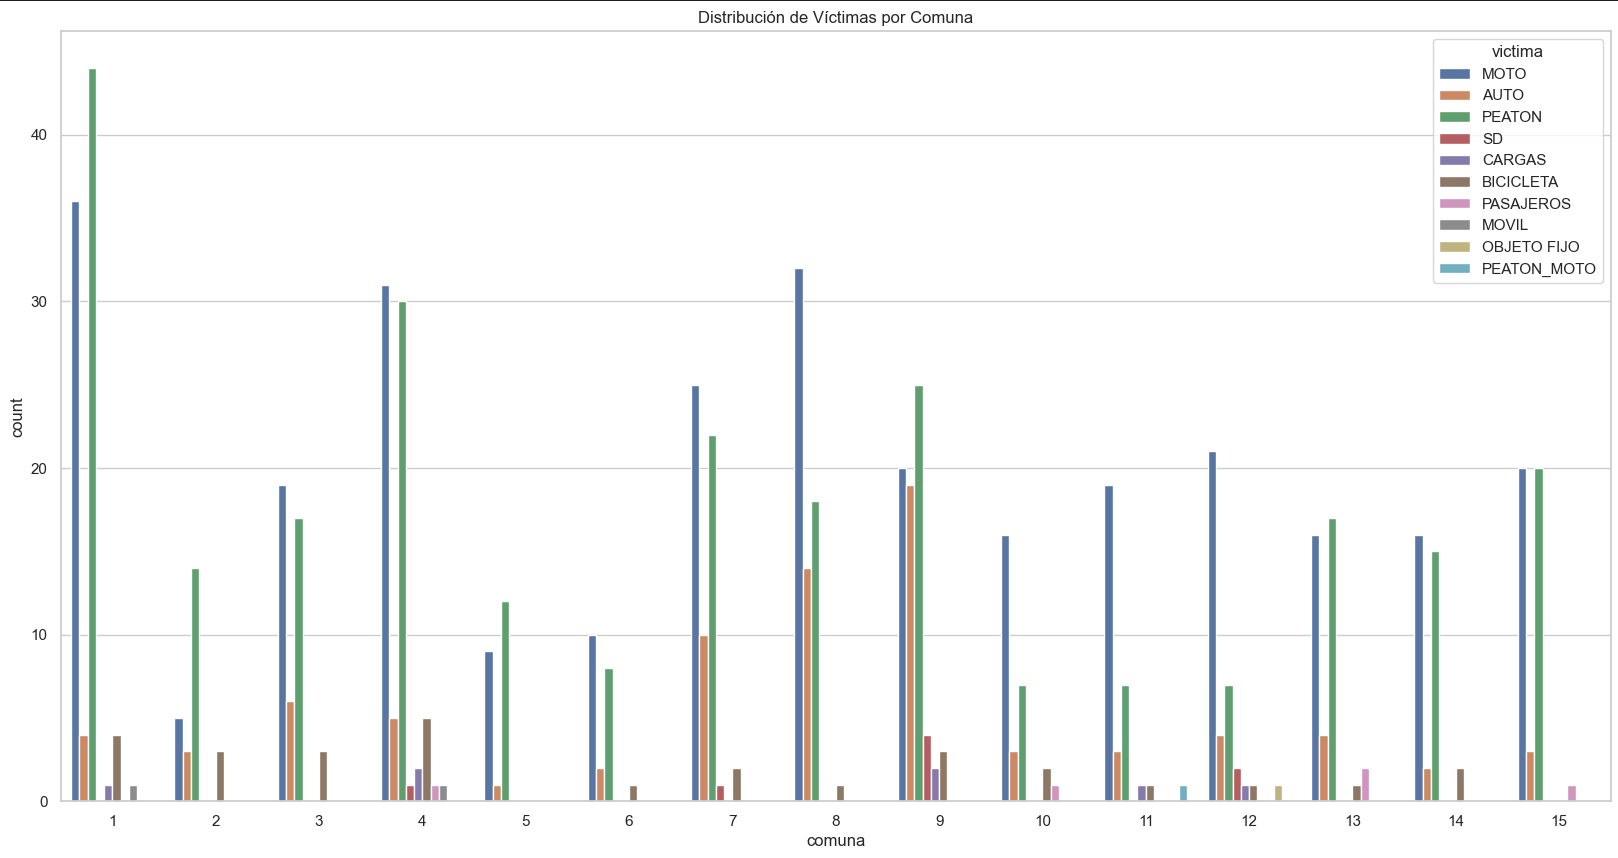 Distribución de Víctimas por Comuna
victima
MOTO
AUTO
PEATON
SD
CARGAS
BICICLETA
PASAJEROS
MOVIL
OBJETO FIJO
PEATON_MOTO
count
40
30
20
10
0
1 2 3 4 5 6 7 8 9 10 11 12 13 14 15
comuna